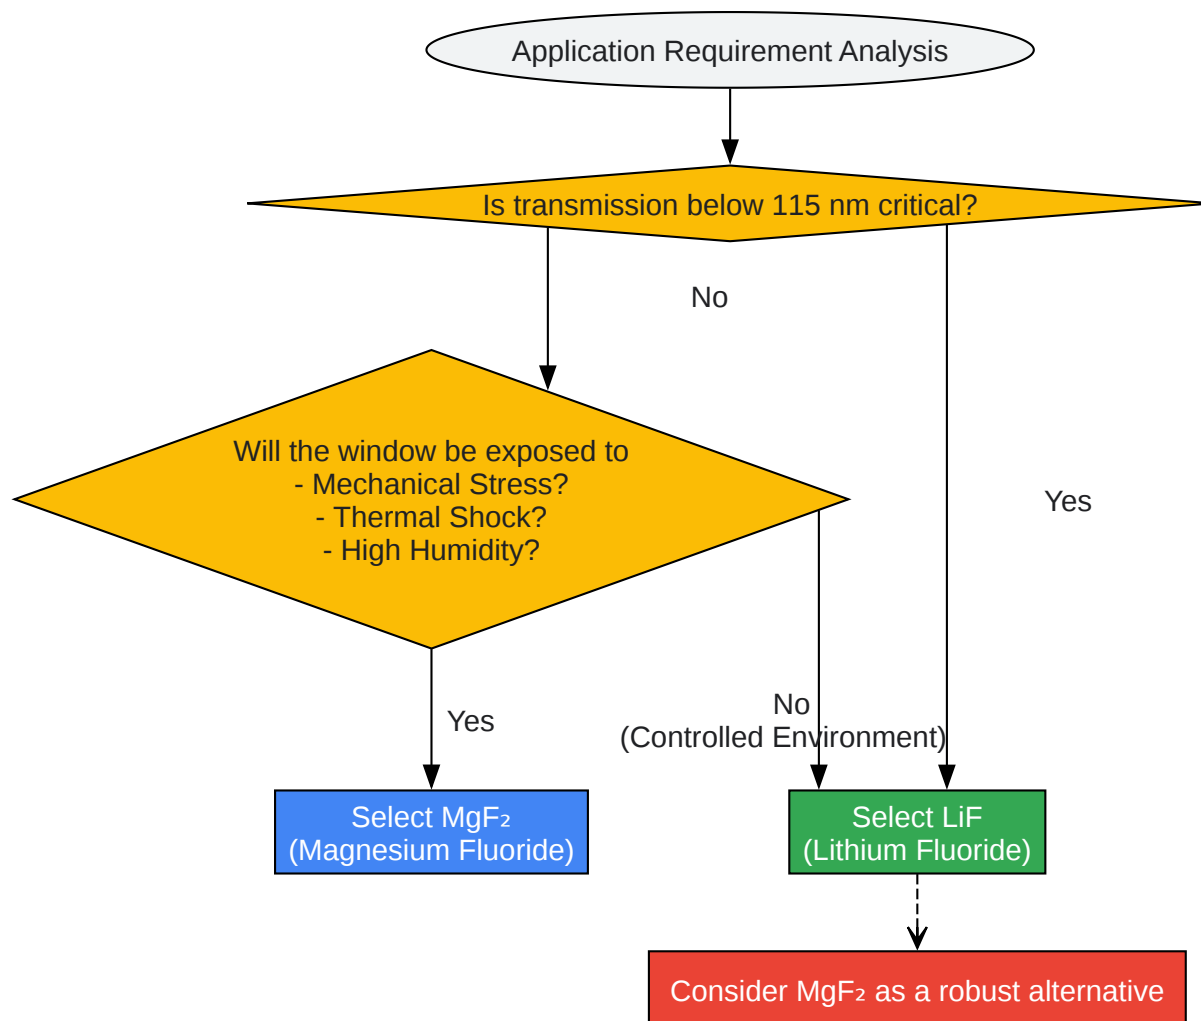 Application Requirement Analysis
Is transmission below 115 nm critical?
No
Will the window be exposed to
- Mechanical Stress?
- Thermal Shock?
- High Humidity?
Yes
Yes
No
(Controlled Environment)
Select MgF₂
(Magnesium Fluoride)
Select LiF
(Lithium Fluoride)
Consider MgF₂ as a robust alternative